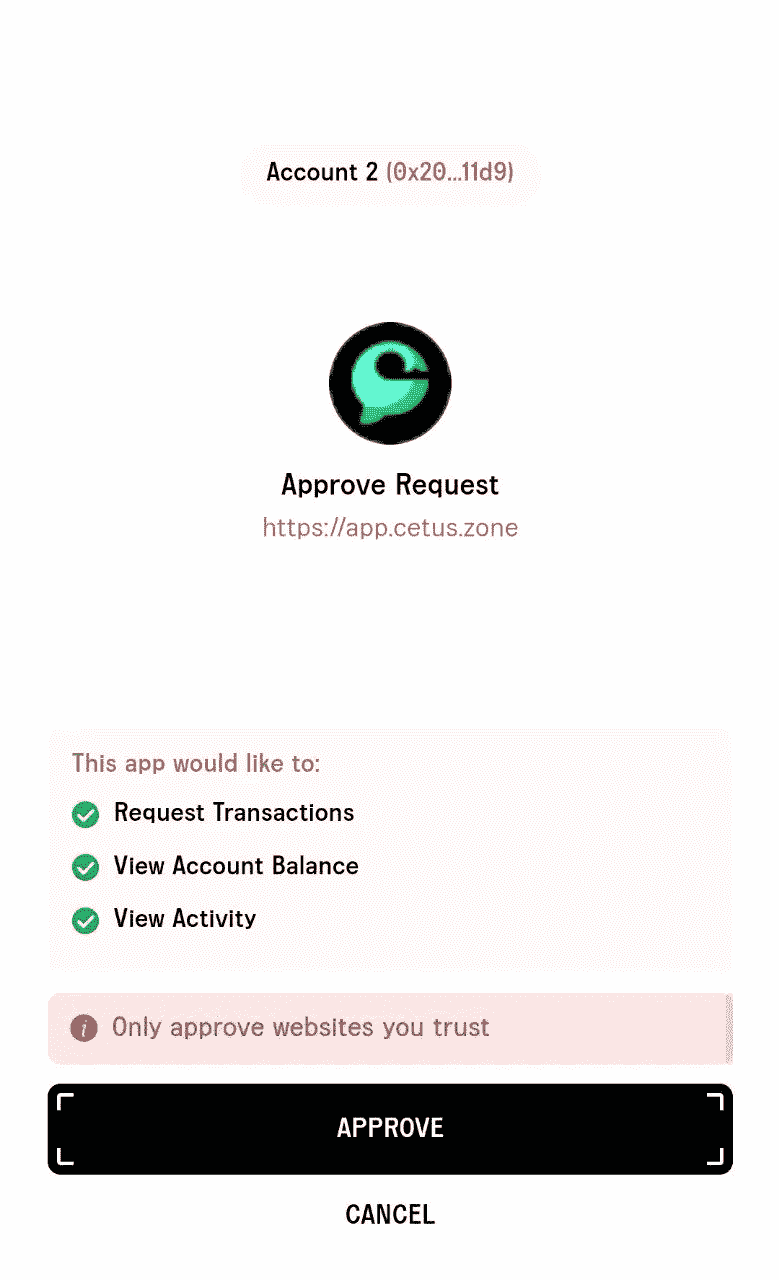 Account 2 (0x20...11d9)
Approve Request
https://app.cetus.zone
This app would like to:
Request Transactions
View Account Balance
View Activity
Only approve websites you trust
APPROVE
CANCEL